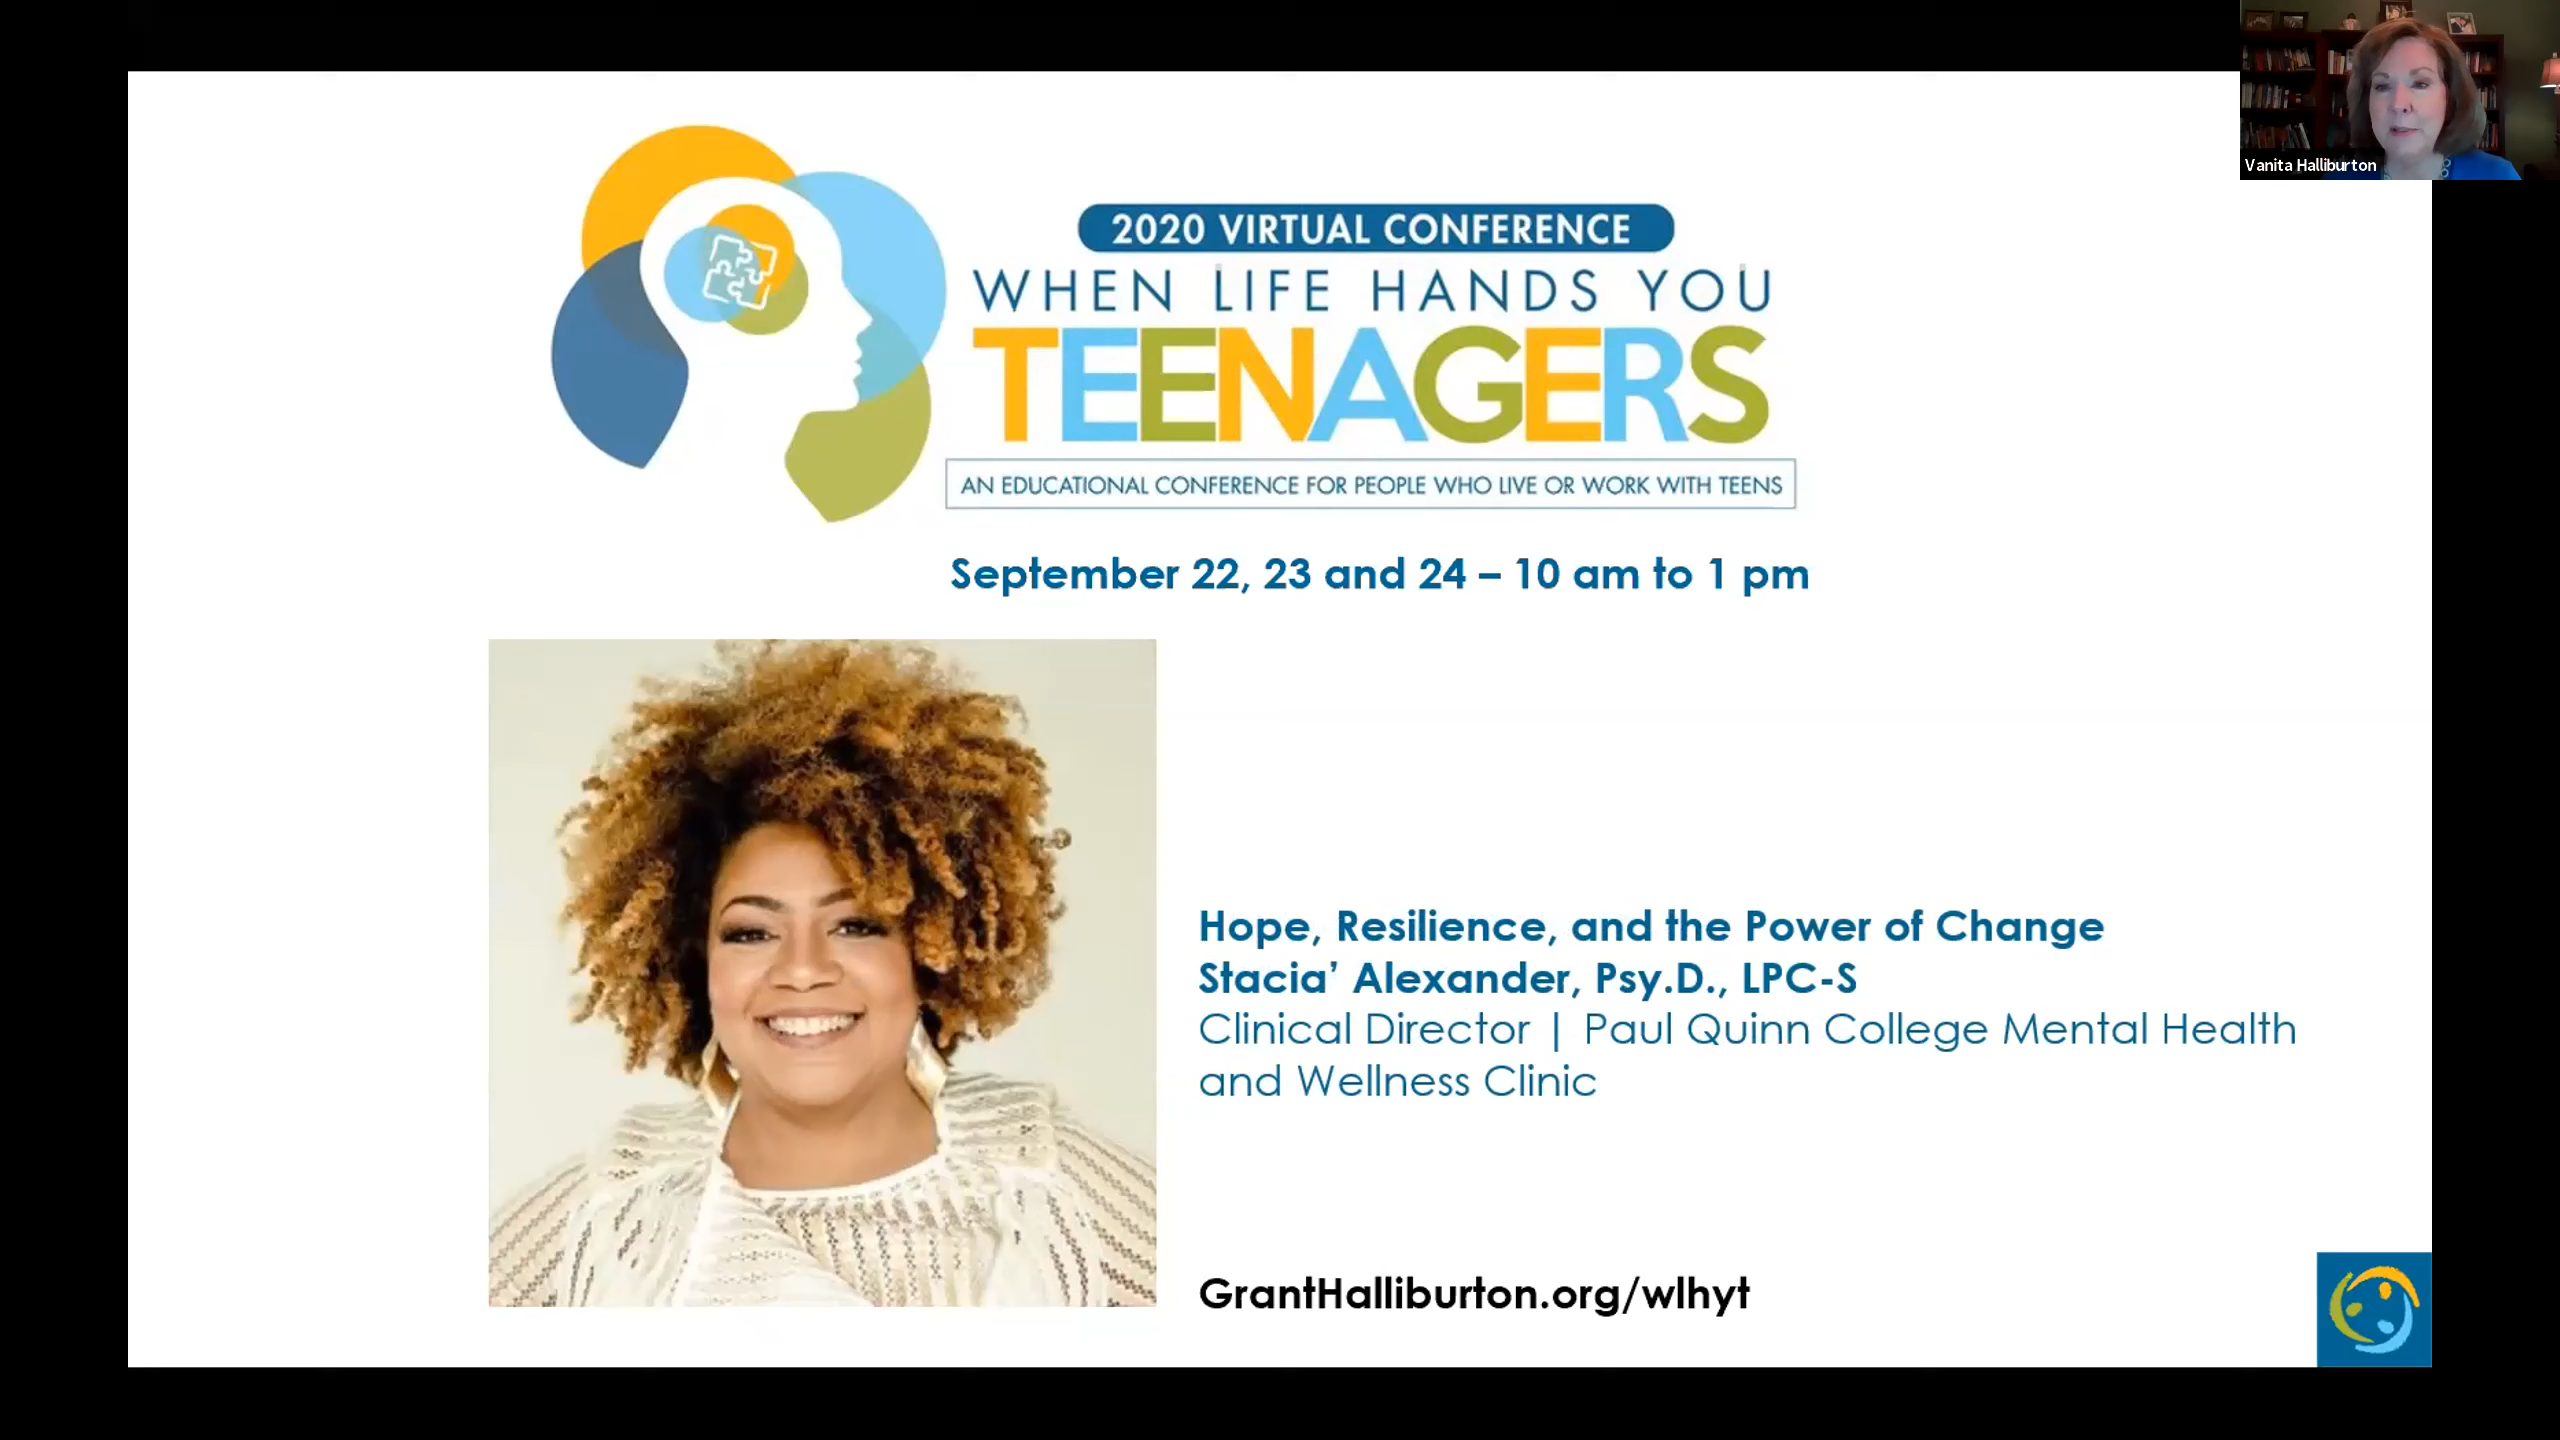 Vanita Halliburton
2020 VIRTUAL CONFERENCE
WHEN LIFE HANDS YOU
TEENAGERS
AN EDUCATIONAL CONFERENCE FOR PEOPLE WHO LIVE OR WORK WITH TEENS
September 22, 23 and 24 – 10 am to 1 pm
Hope, Resilience, and the Power of Change
Stacia’ Alexander, Psy.D., LPC-S
Clinical Director | Paul Quinn College Mental Health
and Wellness Clinic
GrantHalliburton.org/wlhyt